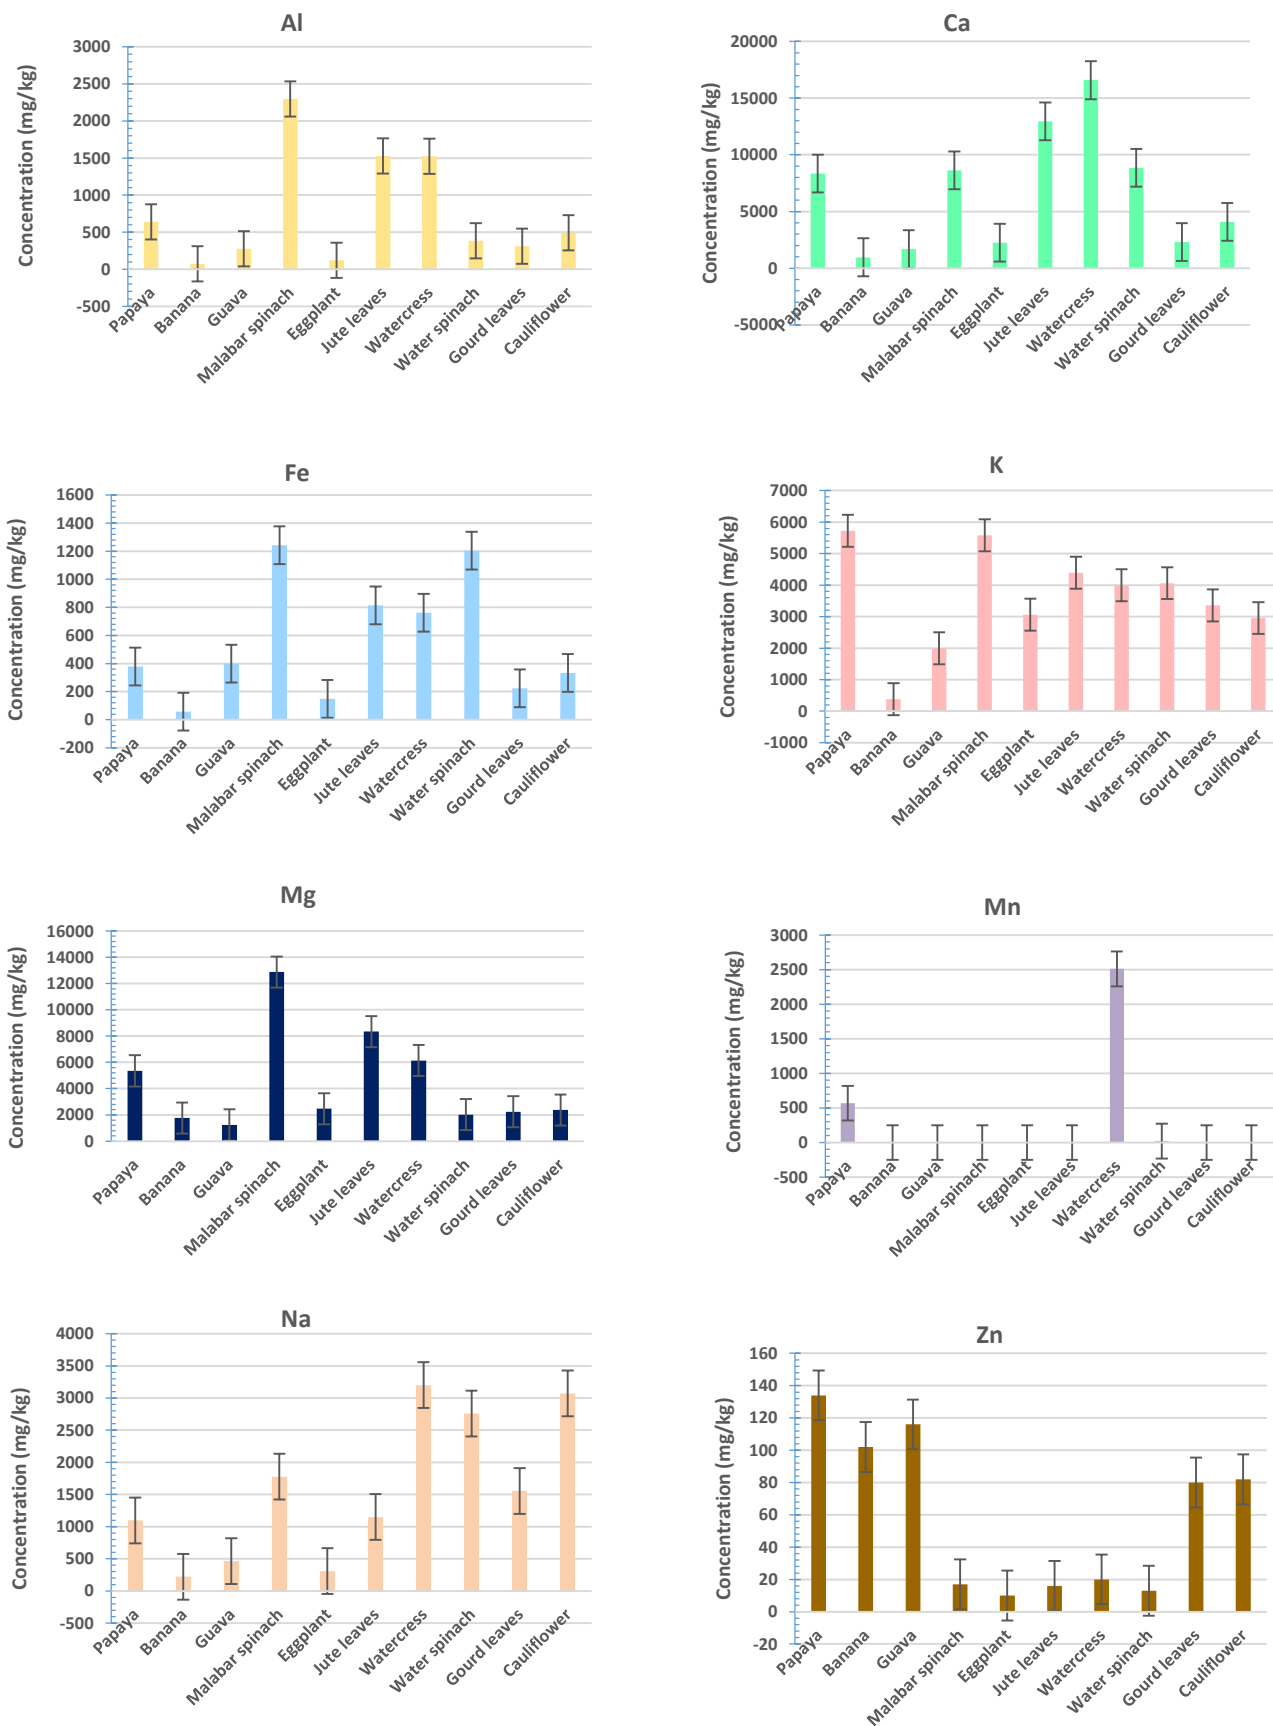 Al
Concentration (mg/kg)
3000
2500
2000
1500
1000
500
0
-500
Papaya
Banana
Guava
Malabar spinach
Eggplant
Jute leaves
Watercress
Water spinach
Gourd leaves
Cauliflower
Ca
Concentration (mg/kg)
20000
15000
10000
5000
0
-5000
Papaya
Banana
Guava
Malabar spinach
Eggplant
Jute leaves
Watercress
Water spinach
Gourd leaves
Cauliflower
Fe
Concentration (mg/kg)
1600
1400
1200
1000
800
600
400
200
0
-200
Papaya
Banana
Guava
Malabar spinach
Eggplant
Jute leaves
Watercress
Water spinach
Gourd leaves
Cauliflower
K
Concentration (mg/kg)
7000
6000
5000
4000
3000
2000
1000
0
-1000
Papaya
Banana
Guava
Malabar spinach
Eggplant
Jute leaves
Watercress
Water spinach
Gourd leaves
Cauliflower
Mg
Concentration (mg/kg)
16000
14000
12000
10000
8000
6000
4000
2000
0
Papaya
Banana
Guava
Malabar spinach
Eggplant
Jute leaves
Watercress
Water spinach
Gourd leaves
Cauliflower
Mn
Concentration (mg/kg)
3000
2500
2000
1500
1000
500
0
-500
Papaya
Banana
Guava
Malabar spinach
Eggplant
Jute leaves
Watercress
Water spinach
Gourd leaves
Cauliflower
Na
Concentration (mg/kg)
4000
3500
3000
2500
2000
1500
1000
500
0
-500
Papaya
Banana
Guava
Malabar spinach
Eggplant
Jute leaves
Watercress
Water spinach
Gourd leaves
Cauliflower
Zn
Concentration (mg/kg)
160
140
120
100
80
60
40
20
0
-20
Papaya
Banana
Guava
Malabar spinach
Eggplant
Jute leaves
Watercress
Water spinach
Gourd leaves
Cauliflower